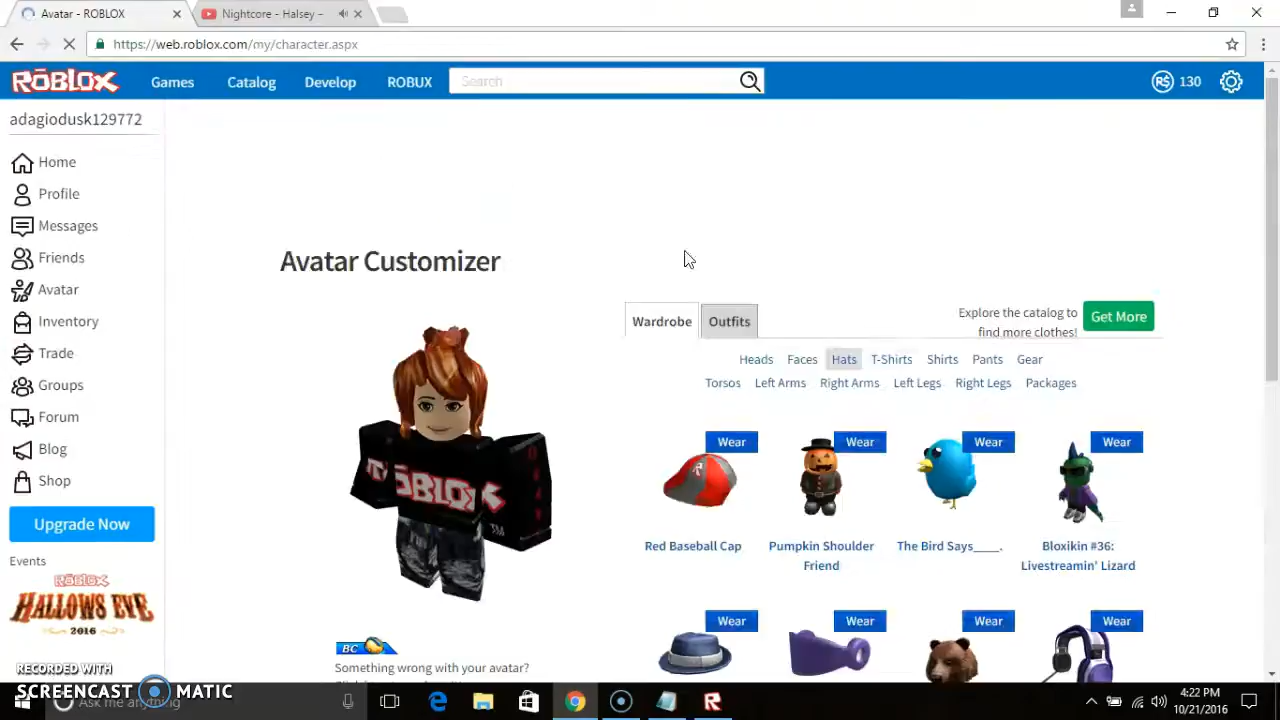 Avatar - ROBLOX
Nightcore - Halsey –
https://web.roblox.com/my/character.aspx
ROBLOX
Games
Catalog
Develop
ROBUX
Search
R$ 130
adagiodusk129772
Home
Profile
Messages
Friends
Avatar
Inventory
Trade
Groups
Forum
Blog
Shop
Upgrade Now
Events
ROBLOX
HALLOWS EVE
2016
Avatar Customizer
Wardrobe
Outfits
Explore the catalog to
find more clothes!
Get More
Heads Faces Hats T-Shirts Shirts Pants Gear
Torsos Left Arms Right Arms Left Legs Right Legs Packages
ROBLOX
TM
Wear Wear Wear Wear
Red Baseball Cap
Pumpkin Shoulder
Friend
The Bird Says____.
Bloxikin #36:
Livestreamin' Lizard
Wear Wear Wear Wear
BC
Something wrong with your avatar?
RECORDED WITH
SCREENCAST MATIC
Ask me anything
4:22 PM
10/21/2016